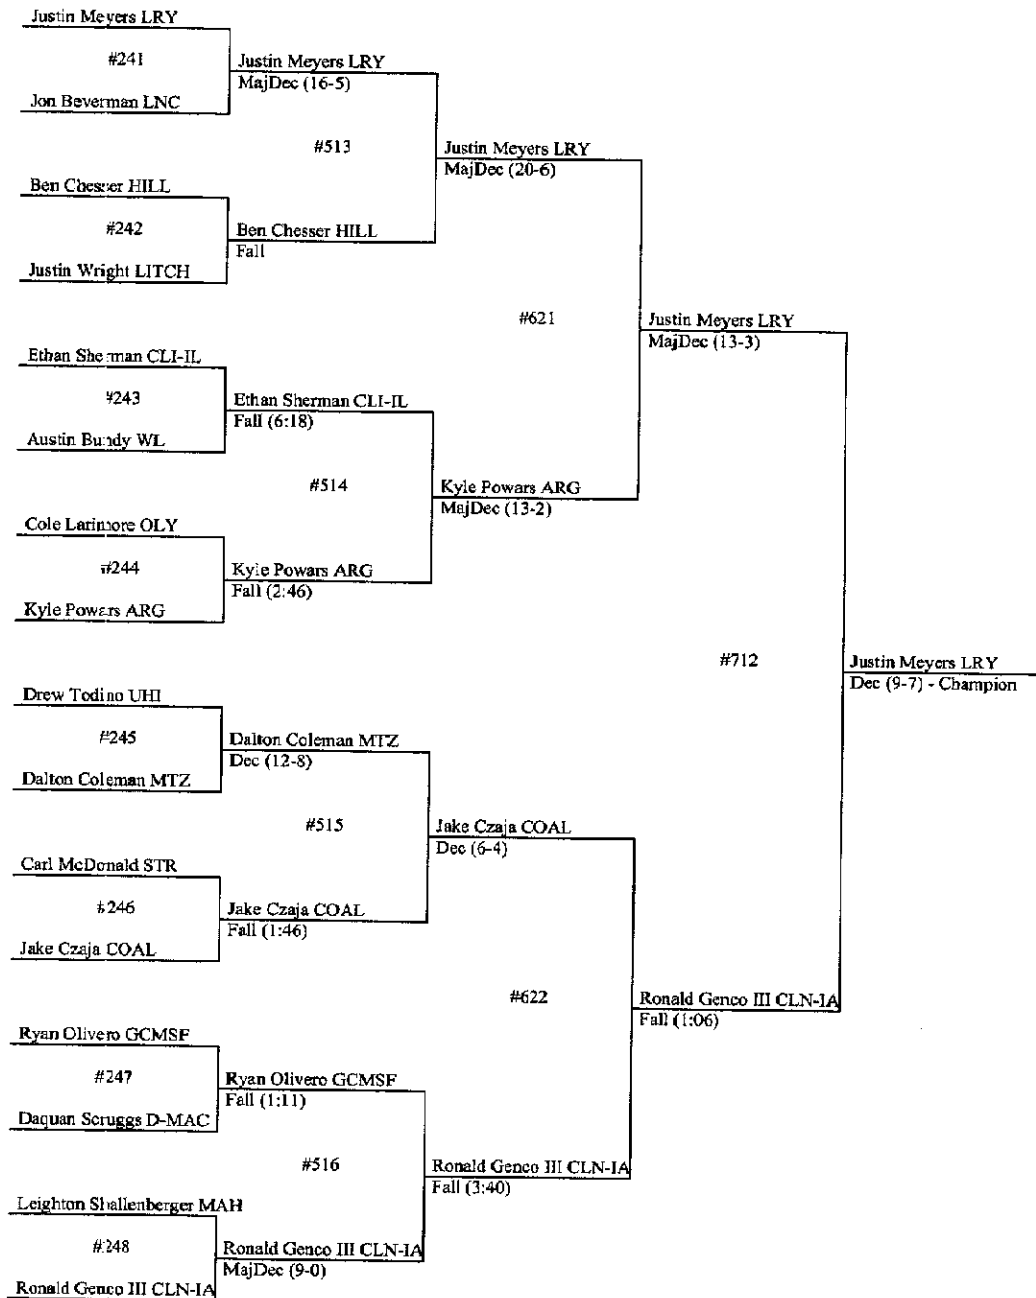 Justin Meyers LRY
#241
Justin Meyers LRY
MajDec (16-5)
Jon Beverman LNC
#513
Justin Meyers LRY
MajDec (20-6)
Ben Chesser HILL
#242
Ben Chesser HILL
Fall
Justin Wright LITCH
#621
Justin Meyers LRY
MajDec (13-3)
Ethan Sherman CLI-IL
#243
Ethan Sherman CLI-IL
Fall (6:18)
Austin Bundy WL
#514
Kyle Powars ARG
MajDec (13-2)
Cole Larimore OLY
#244
Kyle Powars ARG
Fall (2:46)
Kyle Powars ARG
#712
Justin Meyers LRY
Dec (9-7) - Champion
Drew Todino UHI
#245
Dalton Coleman MTZ
Dec (12-8)
Dalton Coleman MTZ
#515
Jake Czaja COAL
Dec (6-4)
Carl McDonald STR
#246
Jake Czaja COAL
Fall (1:46)
Jake Czaja COAL
#622
Ronald Genco III CLN-IA
Fall (1:06)
Ryan Olivero GCMSF
#247
Ryan Olivero GCMSF
Fall (1:11)
Daquan Scruggs D-MAC
#516
Ronald Genco III CLN-IA
Fall (3:40)
Leighton Shallenberger MAH
#248
Ronald Genco III CLN-IA
MajDec (9-0)
Ronald Genco III CLN-IA